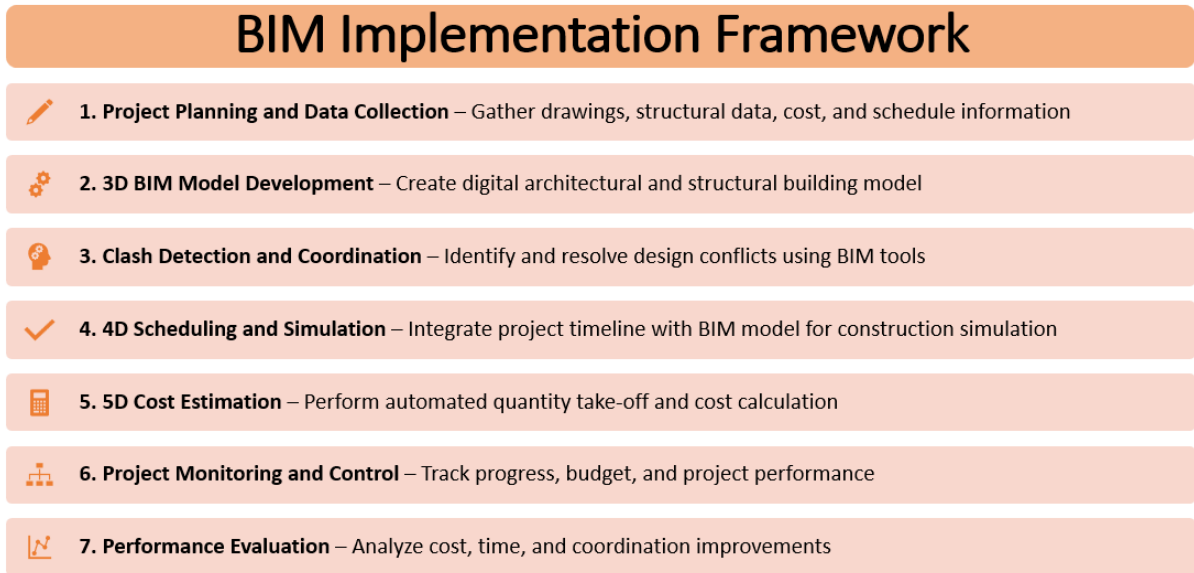 BIM Implementation Framework
1. Project Planning and Data Collection – Gather drawings, structural data, cost, and schedule information
2. 3D BIM Model Development – Create digital architectural and structural building model
3. Clash Detection and Coordination – Identify and resolve design conflicts using BIM tools
4. 4D Scheduling and Simulation – Integrate project timeline with BIM model for construction simulation
5. 5D Cost Estimation – Perform automated quantity take-off and cost calculation
6. Project Monitoring and Control – Track progress, budget, and project performance
7. Performance Evaluation – Analyze cost, time, and coordination improvements